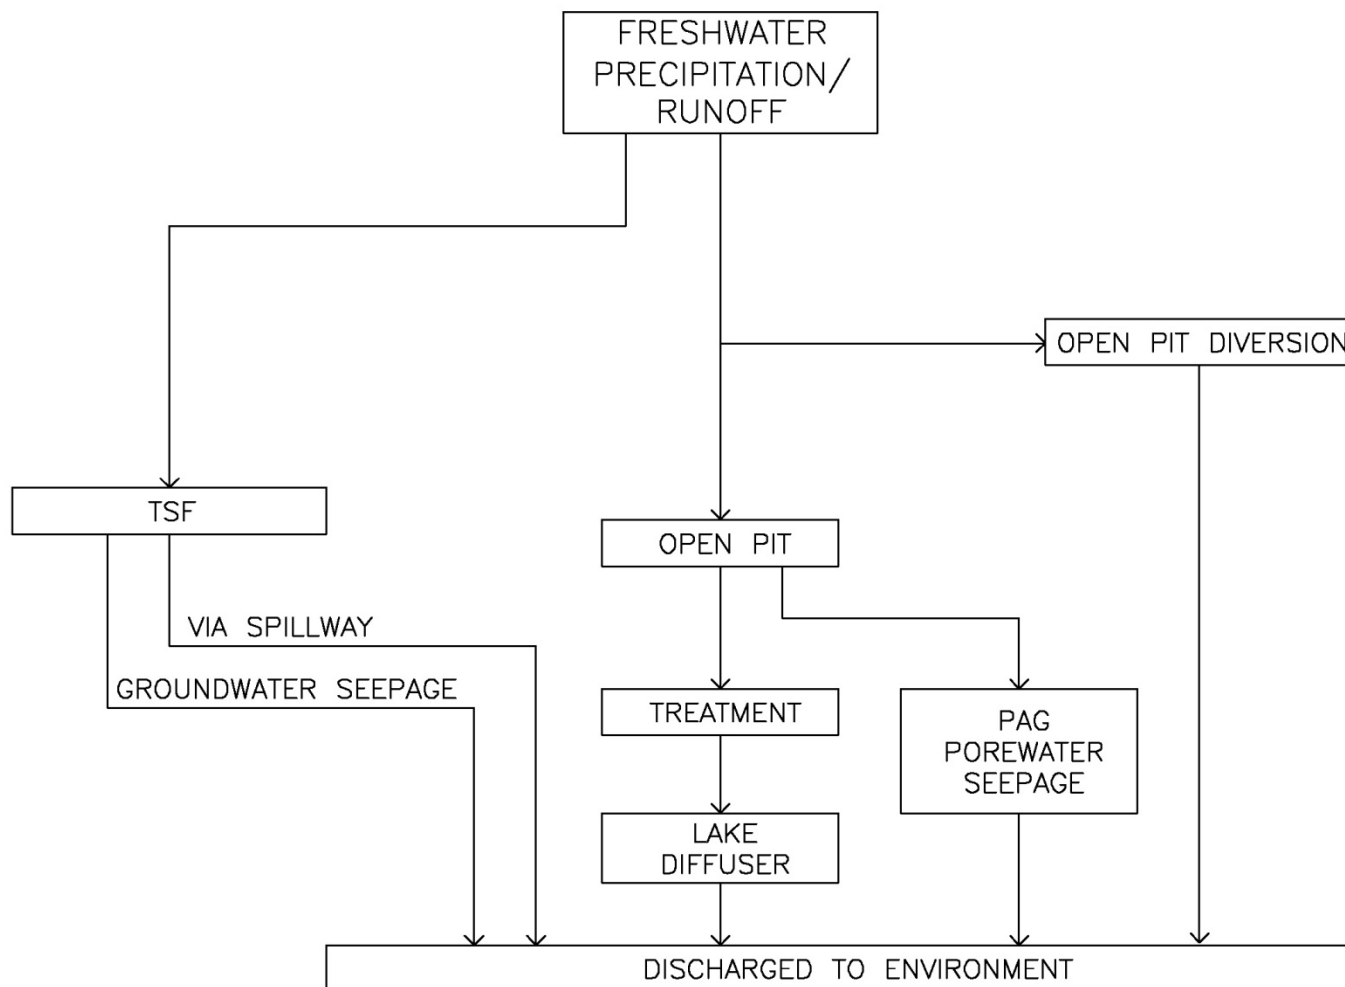 FRESHWATER
PRECIPITATION/
RUNOFF
OPEN PIT DIVERSION
TSF
OPEN PIT
VIA SPILLWAY
GROUNDWATER SEEPAGE
TREATMENT
PAG
POREWATER
SEEPAGE
LAKE
DIFFUSER
DISCHARGED TO ENVIRONMENT